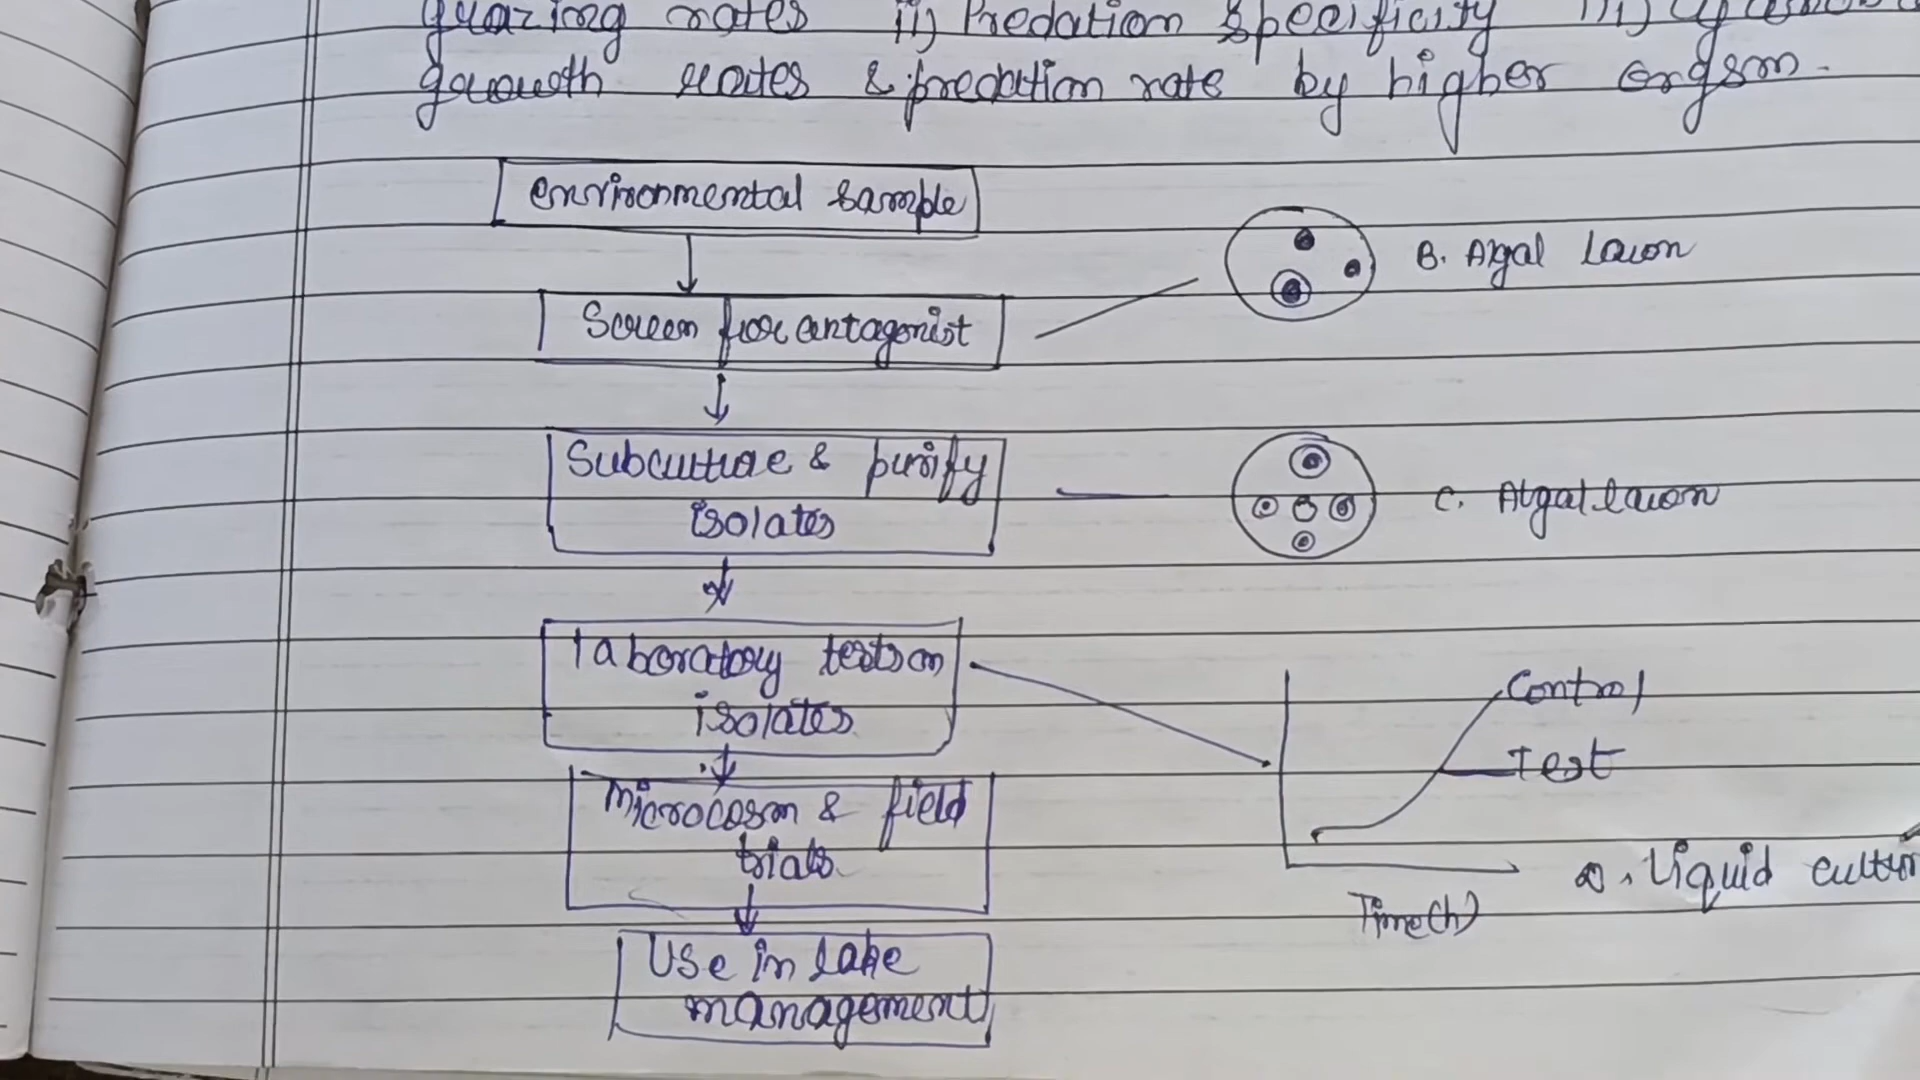 grazing rates ii) Predation specificity iii)
growth rates & predation rate by higher orgsm.
environmental sample
Screen for antagonist
B. Algal Lawn
Subculture & purify
isolates
C. Algal lawn
laboratory tests on
isolates
Control
Test
Microcosm & field
trials.
D. Liquid cultur
Time(h)
Use in lake
management